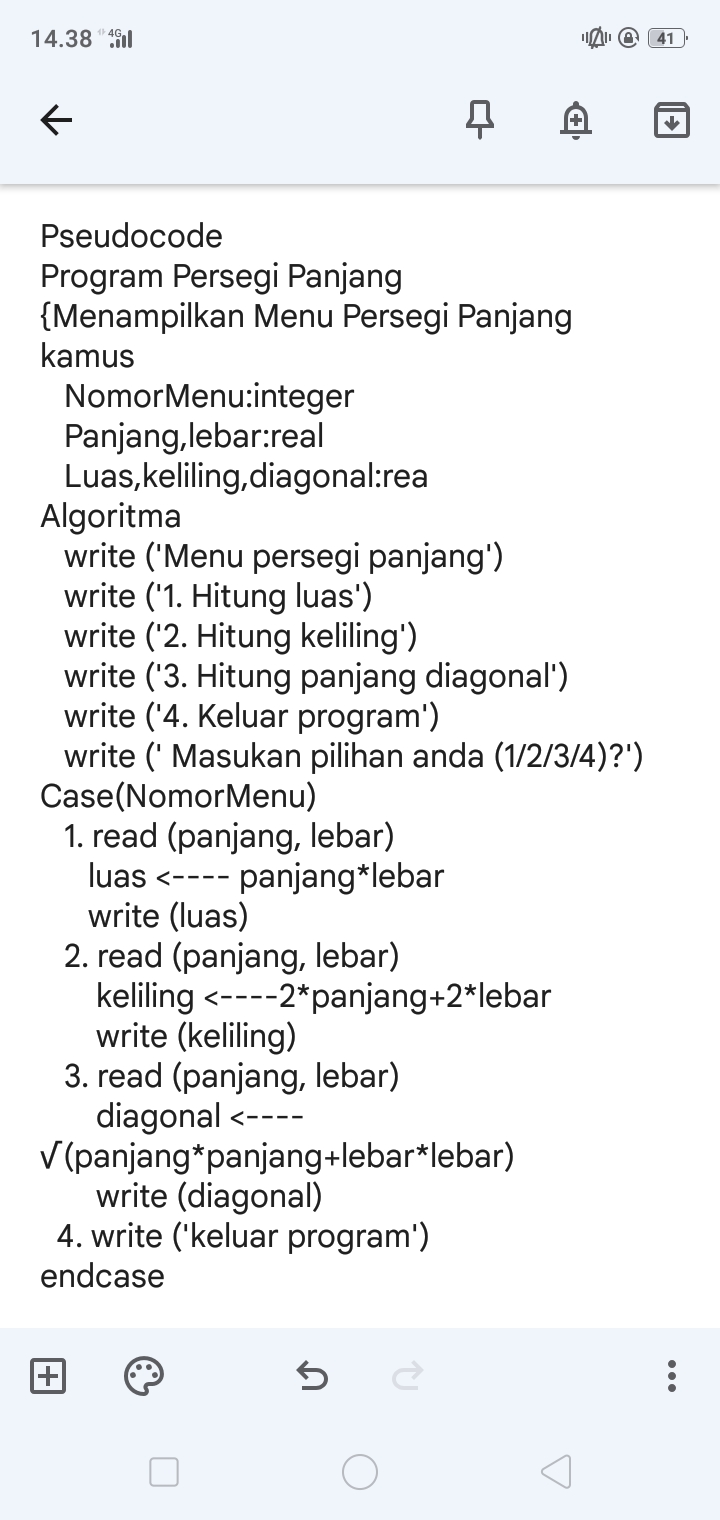 14.38 4G 41
Pseudocode
Program Persegi Panjang
{Menampilkan Menu Persegi Panjang
kamus
NomorMenu:integer
Panjang,lebar:real
Luas,keliling,diagonal:rea
Algoritma
write ('Menu persegi panjang')
write ('1. Hitung luas')
write ('2. Hitung keliling')
write ('3. Hitung panjang diagonal')
write ('4. Keluar program')
write (' Masukan pilihan anda (1/2/3/4)?')
Case(NomorMenu)
1. read (panjang, lebar)
luas <---- panjang*lebar
write (luas)
2. read (panjang, lebar)
keliling <----2*panjang+2*lebar
write (keliling)
3. read (panjang, lebar)
diagonal <----
√(panjang*panjang+lebar*lebar)
write (diagonal)
4. write ('keluar program')
endcase